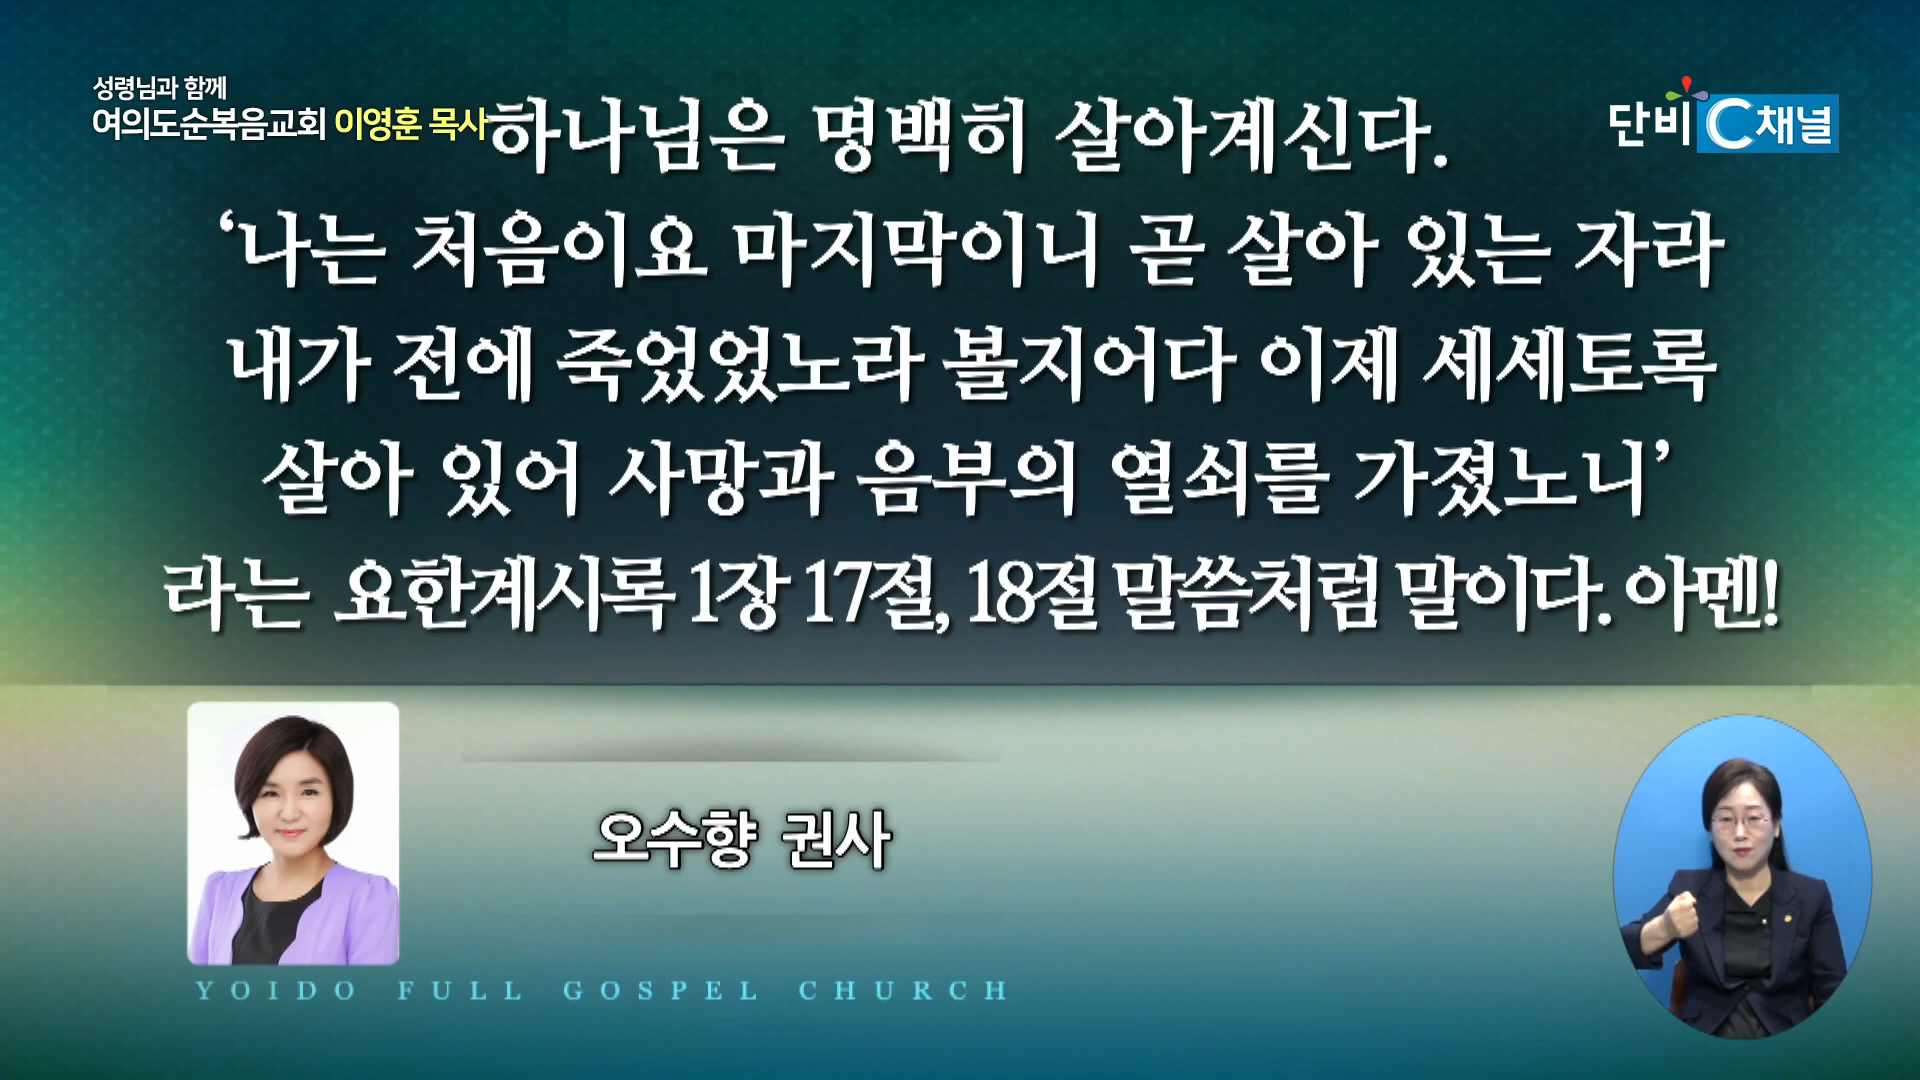 성령님과 함께
여의도순복음교회 이영훈 목사
단비 C채널
하나님은 명백히 살아계신다.
‘나는 처음이요 마지막이니 곧 살아 있는 자라
내가 전에 죽었었노라 볼지어다 이제 세세토록
살아 있어 사망과 음부의 열쇠를 가졌노니’
라는 요한계시록 1장 17절, 18절 말씀처럼 말이다. 아멘!
오수향 권사
YOIDO FULL GOSPEL CHURCH